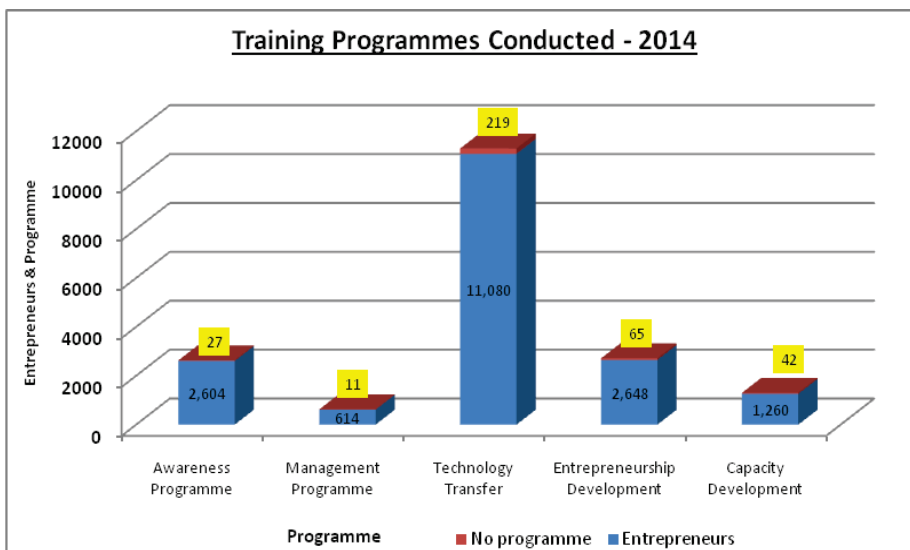 Training Programmes Conducted - 2014
Entrepreneurs & Programme
12000
10000
8000
6000
4000
2000
0
27
2,604
11
614
219
11,080
65
2,648
42
1,260
Awareness
Programme
Management
Programme
Technology
Transfer
Entrepreneurship
Development
Capacity
Development
Programme
No programme
Entrepreneurs